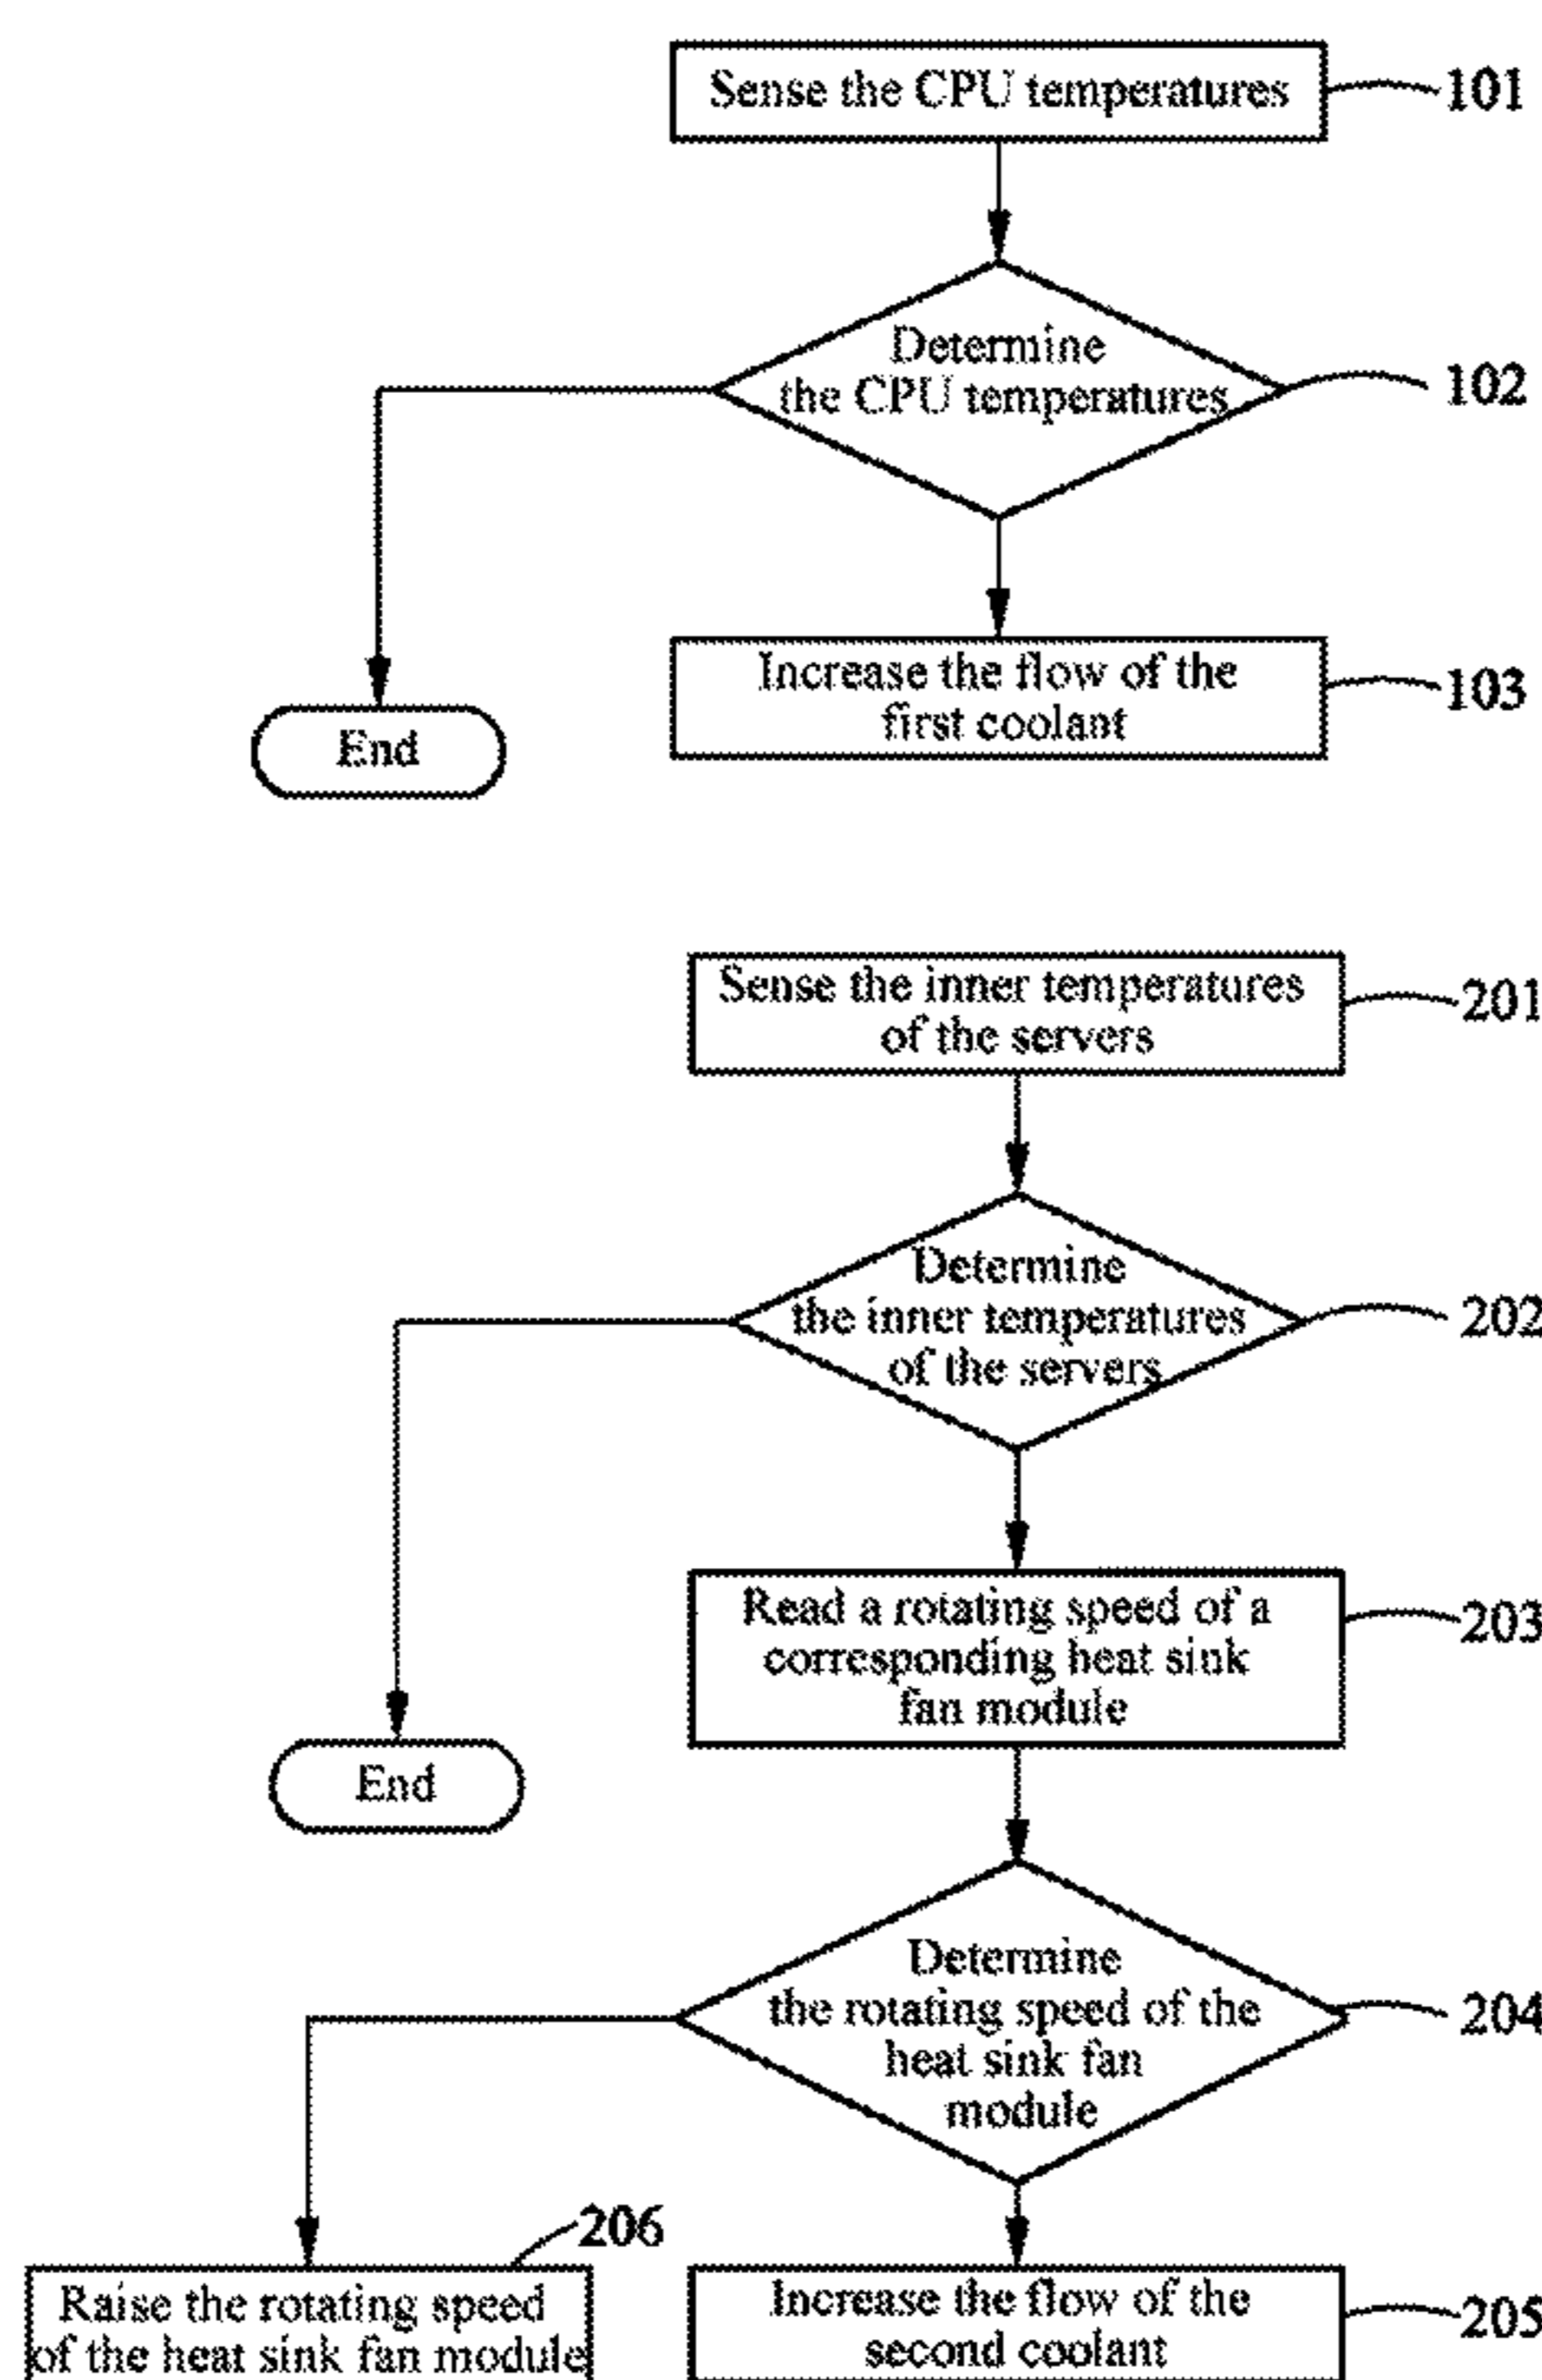 Sense the CPU temperatures
101
Determine
the CPU temperatures
102
Increase the flow of the
first coolant
103
End
Sense the inner temperatures
of the servers
201
Determine
the inner temperatures
of the servers
202
Read a rotating speed of a
corresponding heat sink
fan module
203
End
Determine
the rotating speed of the
heat sink fan
module
204
206
Raise the rotating speed
of the heat sink fan module
Increase the flow of the
second coolant
205